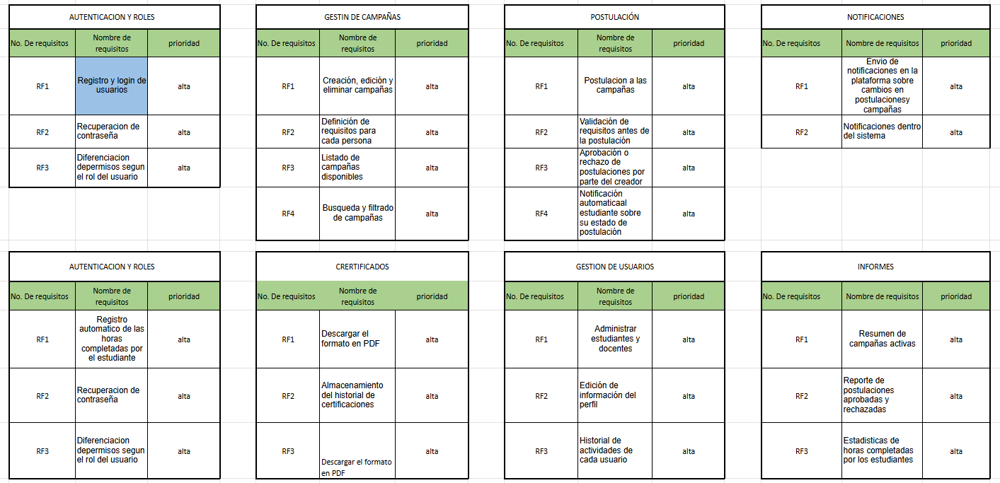 AUTENTICACION Y ROLES
No. De requisitos
Nombre de
requisitos
prioridad
RF1
Registro y login de
usuarios
alta
RF2
Recuperacion de
contraseña
alta
RF3
Diferenciacion
depermisos segun
el rol del usuario
alta
GESTIN DE CAMPAÑAS
No. De requisitos
Nombre de
requisitos
prioridad
RF1
Creación, edición y
eliminar campañas
alta
RF2
Definición de
requisitos para
cada persona
alta
RF3
Listado de
campañas
disponibles
alta
RF4
Busqueda y filtrado
de campañas
alta
POSTULACIÓN
No. De requisitos
Nombre de
requisitos
prioridad
RF1
Postulacion a las
campañas
alta
RF2
Validación de
requisitos antes de
la postulación
alta
RF3
Aprobación o
rechazo de
postulaciones por
parte del creador
alta
RF4
Notificación
automaticaal
estudiante sobre
su estado de
postulación
alta
NOTIFICACIONES
No. De requisitos
Nombre de requisitos
prioridad
RF1
Envio de
notificaciones en la
plataforma sobre
cambios en
postulacionesy
campañas
alta
RF2
Notificaciones dentro
del sistema
alta
AUTENTICACION Y ROLES
No. De requisitos
Nombre de
requisitos
prioridad
RF1
Registro
automatico de las
horas
completadas por
el estudiante
alta
RF2
Recuperacion de
contraseña
alta
RF3
Diferenciacion
depermisos segun
el rol del usuario
alta
CRERTIFICADOS
No. De requisitos
Nombre de
requisitos
prioridad
RF1
Descargar el
formato en PDF
alta
RF2
Almacenamiento
del historial de
certificaciones
alta
RF3
Descargar el formato
en PDF
alta
GESTION DE USUARIOS
No. De requisitos
Nombre de
requisitos
prioridad
RF1
Administrar
estudiantes y
docentes
alta
RF2
Edición de
información del
perfil
alta
RF3
Historial de
actividades de
cada usuario
alta
INFORMES
No. De requisitos
Nombre de requisitos
prioridad
RF1
Resumen de
campañas activas
alta
RF2
Reporte de
postulaciones
aprobadas y
rechazadas
alta
RF3
Estadisticas de
horas completadas
por los estudiantes
alta